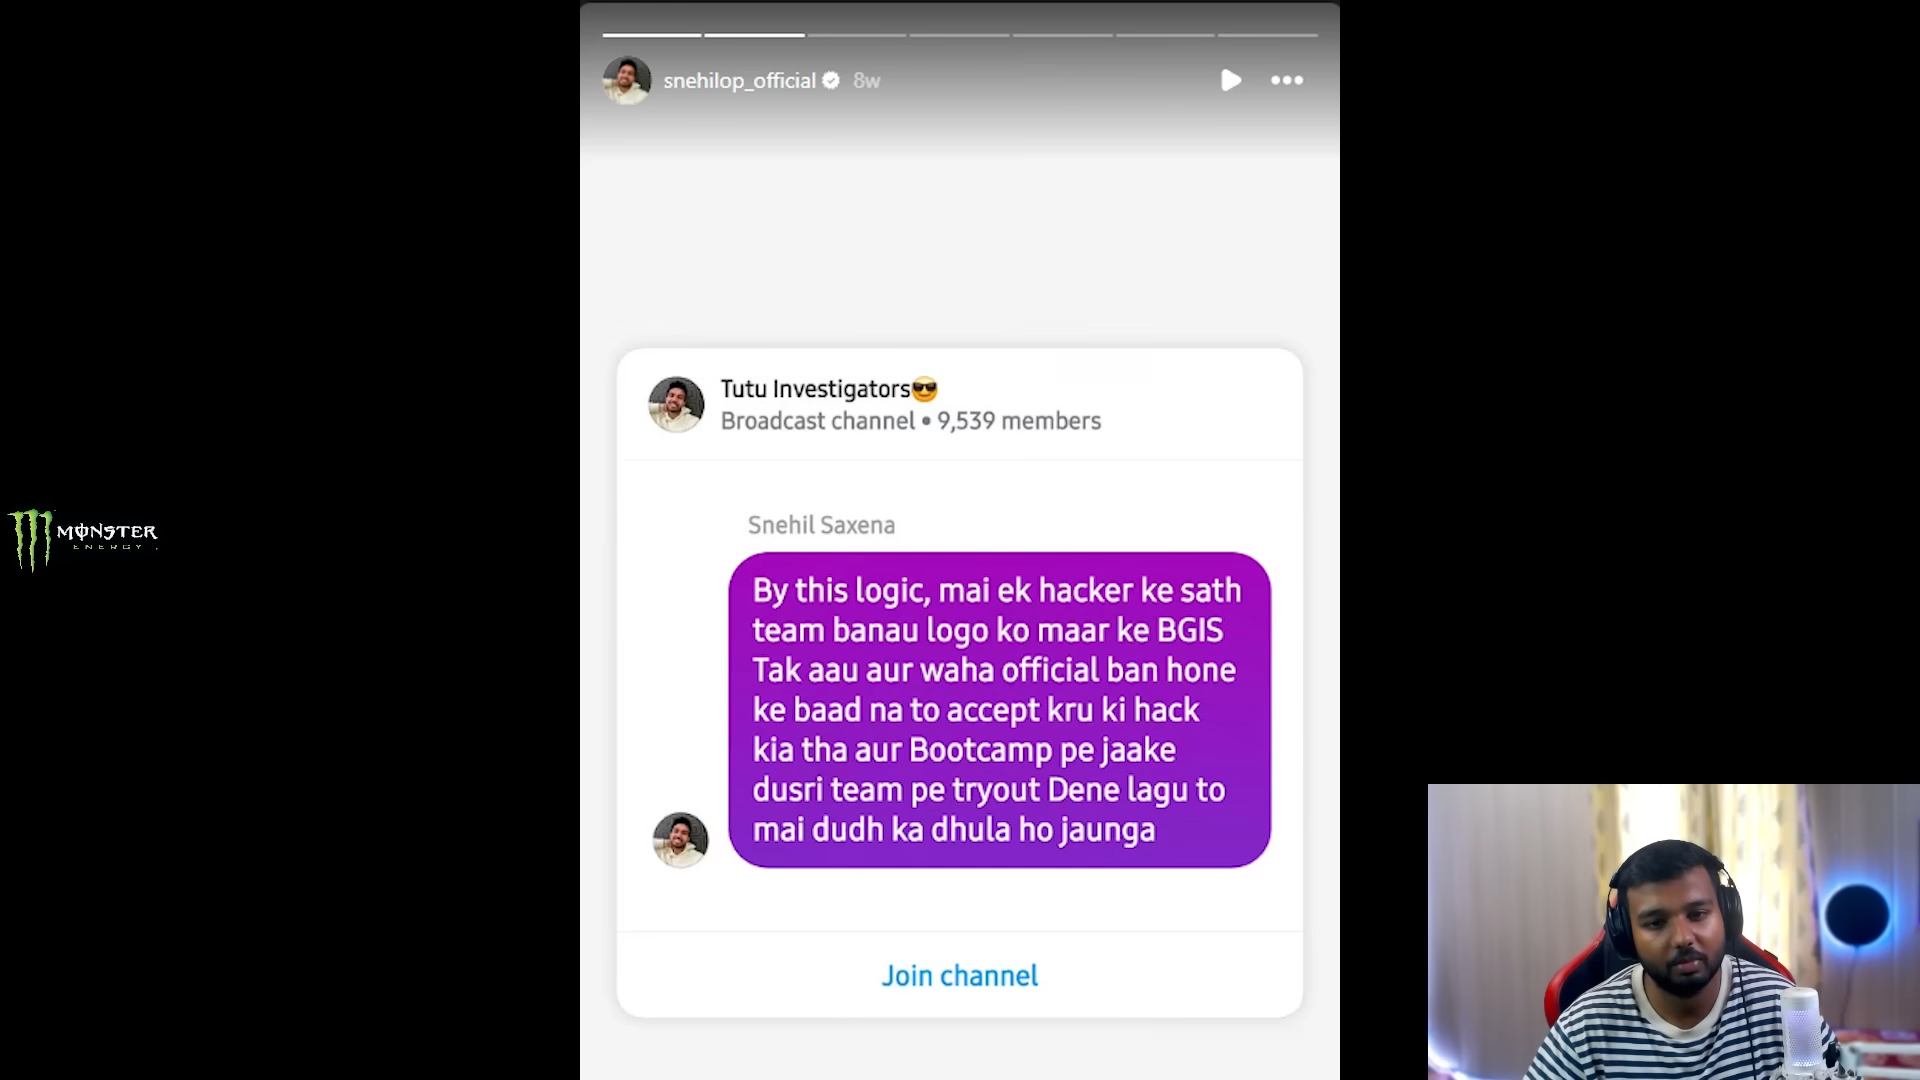 snehilop_official 8w
Tutu Investigators😎
Broadcast channel • 9,539 members
MONSTER
ENERGY
Snehil Saxena
By this logic, mai ek hacker ke sath
team banau logo ko maar ke BGIS
Tak aau aur waha official ban hone
ke baad na to accept kru ki hack
kia tha aur Bootcamp pe jaake
dusri team pe tryout Dene lagu to
mai dudh ka dhula ho jaunga
Join channel